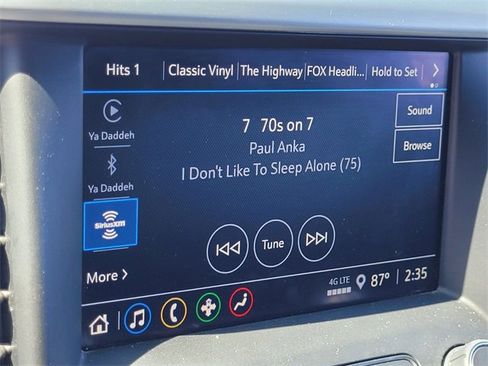 Hits 1 Classic Vinyl The Highway FOX Headli... Hold to Set
Ya Daddeh
Ya Daddeh
SiriusXM
More
7 70s on 7
Paul Anka
I Don't Like To Sleep Alone (75)
Tune
Sound
Browse
4G LTE
87° 2:35